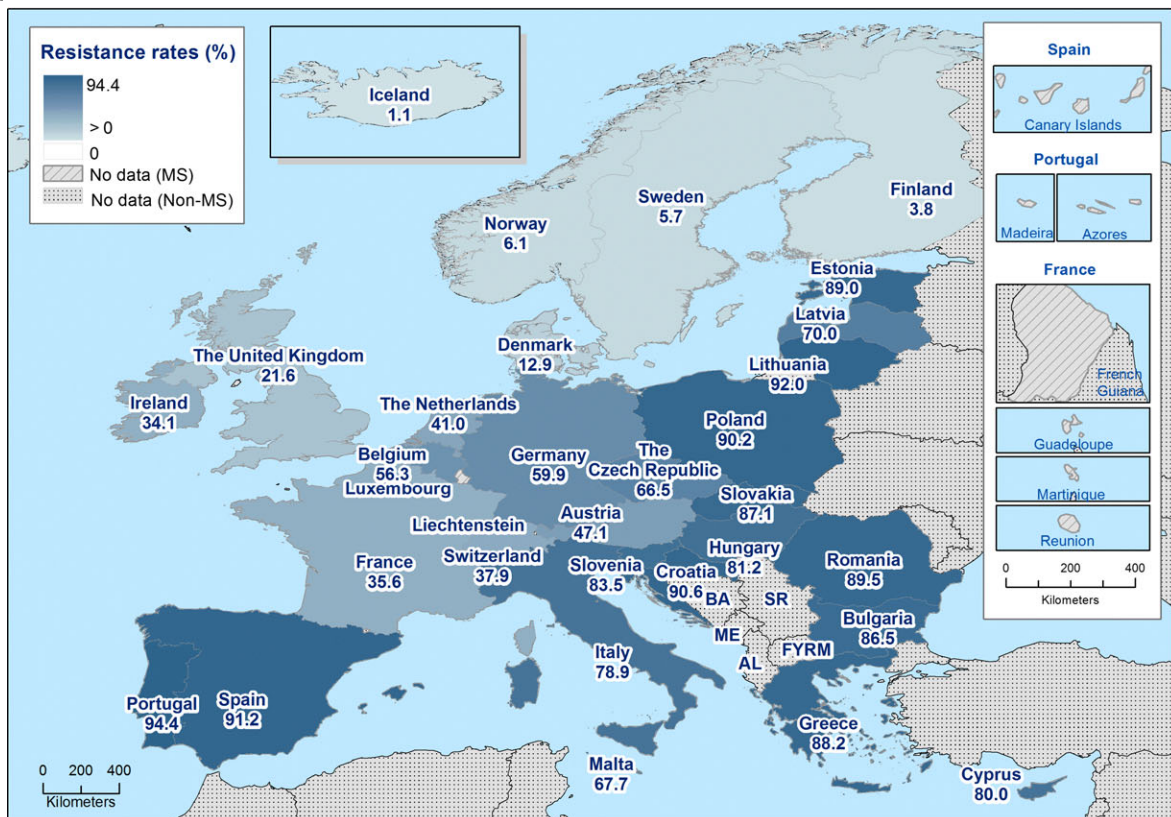 Resistance rates (%)
94.4
> 0
0
No data (MS)
No data (Non-MS)
Iceland
1.1
Norway
6.1
Sweden
5.7
Finland
3.8
Estonia
89.0
Latvia
70.0
Lithuania
92.0
Denmark
12.9
The United Kingdom
21.6
Ireland
34.1
The Netherlands
41.0
Belgium
56.3
Luxembourg
Germany
59.9
Poland
90.2
The
Czech Republic
66.5
Slovakia
87.1
Austria
47.1
Liechtenstein
Switzerland
37.9
France
35.6
Slovenia
83.5
Croatia
90.6
Hungary
81.2
Romania
89.5
BA
SR
Bulgaria
86.5
ME
FYRM
AL
Italy
78.9
Portugal
94.4
Spain
91.2
Greece
88.2
Malta
67.7
Cyprus
80.0
0 200 400
Kilometers
Spain
Canary Islands
Portugal
Madeira
Azores
France
French
Guiana
Guadeloupe
Martinique
Reunion
0 200 400
Kilometers